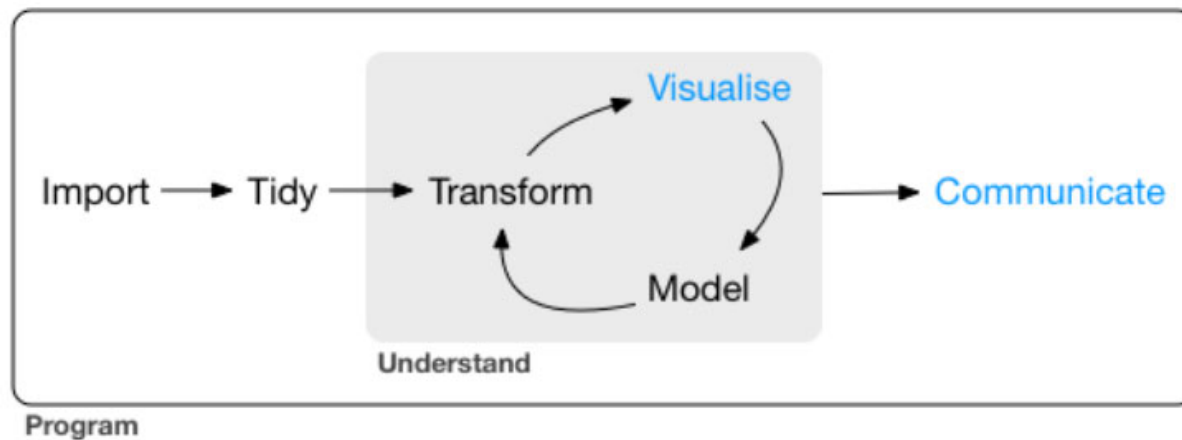 Visualise
Import
Tidy
Transform
Communicate
Model
Understand
Program